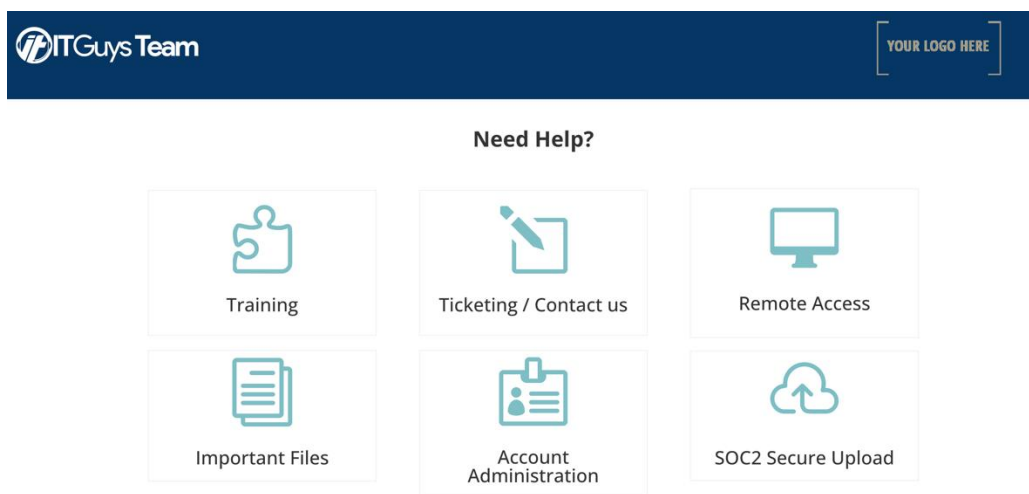 ITGuys Team
YOUR LOGO HERE
Need Help?
Training
Ticketing / Contact us
Remote Access
Important Files
Account
Administration
SOC2 Secure Upload